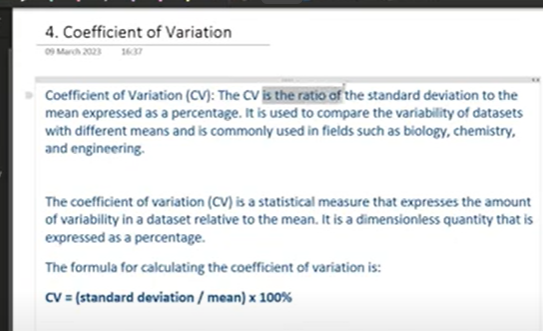 4. Coefficient of Variation
09 March 2023 16:37
Coefficient of Variation (CV): The CV is the ratio of the standard deviation to the
mean expressed as a percentage. It is used to compare the variability of datasets
with different means and is commonly used in fields such as biology, chemistry,
and engineering.
The coefficient of variation (CV) is a statistical measure that expresses the amount
of variability in a dataset relative to the mean. It is a dimensionless quantity that is
expressed as a percentage.
The formula for calculating the coefficient of variation is:
CV = (standard deviation / mean) x 100%